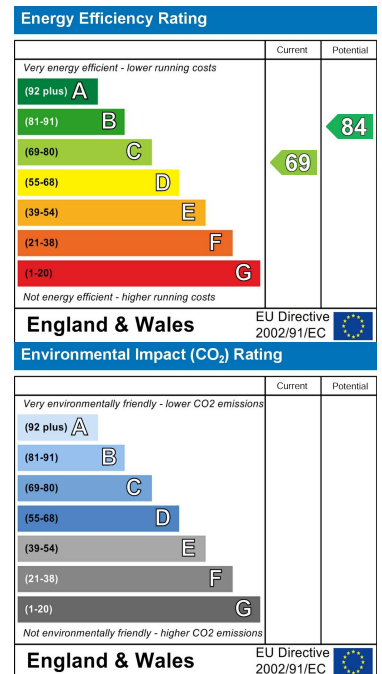 Energy Efficiency Rating
Current Potential
Very energy efficient - lower running costs
(92 plus) A
(81-91) B
84
(69-80) C
69
(55-68) D
(39-54) E
(21-38) F
(1-20) G
Not energy efficient - higher running costs
England & Wales
EU Directive
2002/91/EC
Environmental Impact (CO₂) Rating
Current Potential
Very environmentally friendly - lower CO2 emissions
(92 plus) A
(81-91) B
(69-80) C
(55-68) D
(39-54) E
(21-38) F
(1-20) G
Not environmentally friendly - higher CO2 emissions
England & Wales
EU Directive
2002/91/EC